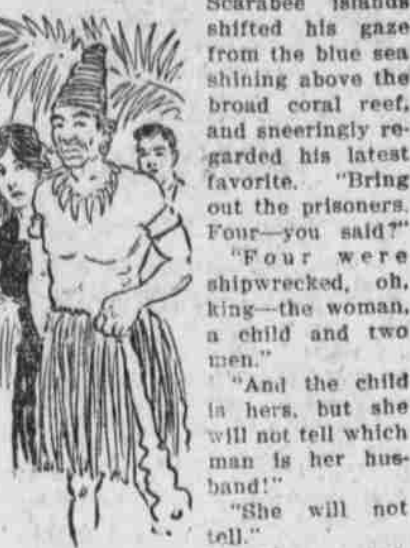 Scarabee islands
shifted his gaze
from the blue sea
shining above the
broad coral reef,
and sneeringly re-
garded his latest
favorite. "Bring
out the prisoners.
Four—you said?"
"Four were
shipwrecked, oh,
king—the woman,
a child and two
men."
"And the child
is hers, but she
will not tell which
man is her hus-
band!"
"She will not
tell."